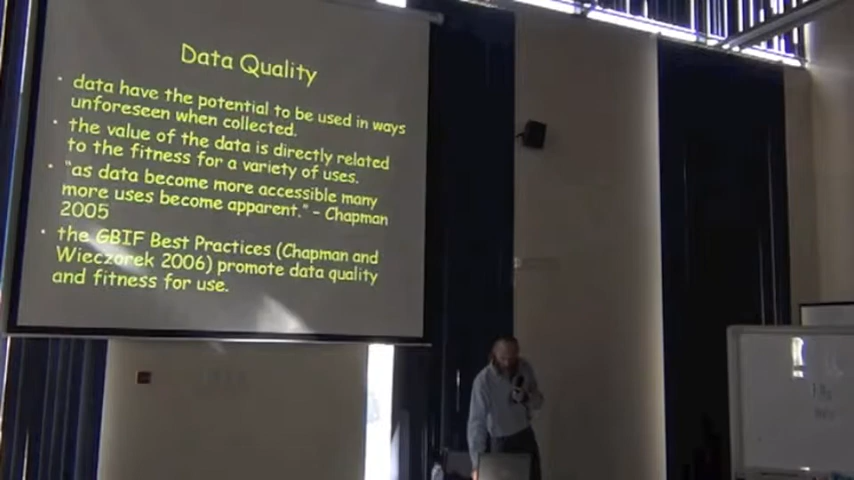 Data Quality
• data have the potential to be used in ways
unforeseen when collected.
• the value of the data is directly related
to the fitness for a variety of uses.
• "as data become more accessible many
more uses become apparent." – Chapman
2005
• the GBIF Best Practices (Chapman and
Wieczorek 2006) promote data quality
and fitness for use.